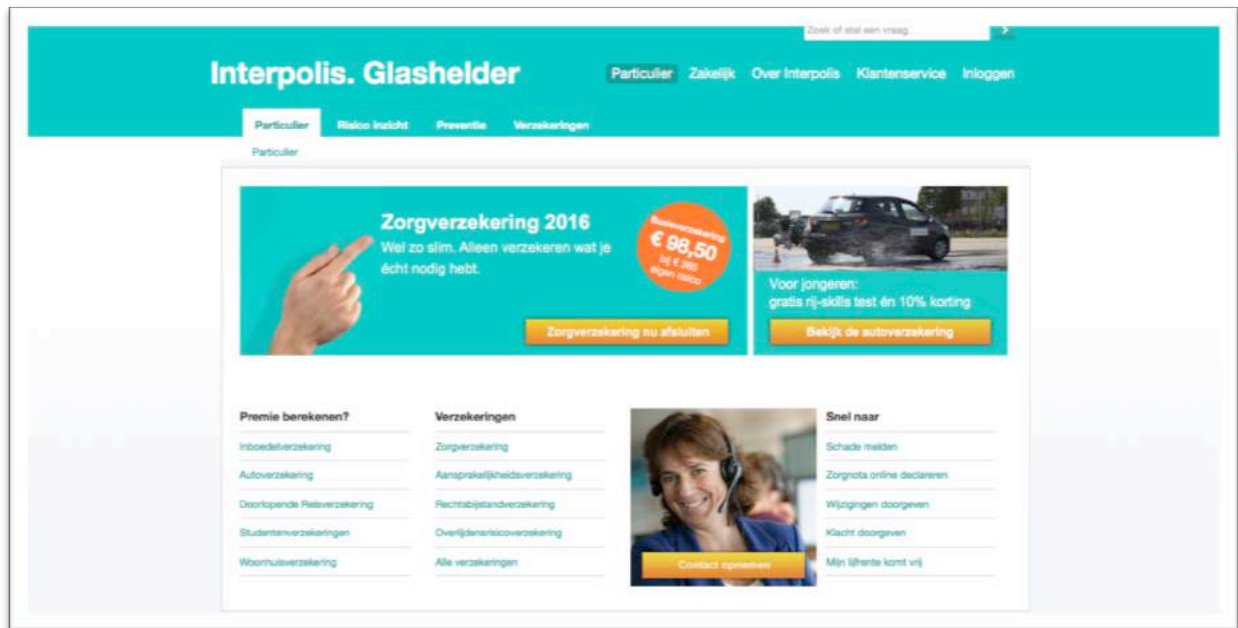 Zoek of stel een vraag
Interpolis. Glashelder
Particulier Zakelijk Over Interpolis Klantenservice Inloggen
Particulier Risico Inzicht Preventie Verzekeringen
Particulier
Zorgverzekering 2016
Wel zo slim. Alleen verzekeren wat je
écht nodig hebt.
Basisverzekering
€ 98,50
bij € 385
eigen risico
Zorgverzekering nu afsluiten
Voor jongeren:
gratis rij-skills test én 10% korting
Bekijk de autoverzekering
Premie berekenen?
Inboedelverzekering
Autoverzekering
Doorlopende Reisverzekering
Studentenverzekeringen
Woonhuisverzekering
Verzekeringen
Zorgverzekering
Aansprakelijkheidsverzekering
Rechtsbijstandverzekering
Overlijdensrisicoverzekering
Alle verzekeringen
Contact opnemen
Snel naar
Schade melden
Zorgnota online declareren
Wijzigingen doorgeven
Klacht doorgeven
Mijn lijfrente komt vrij